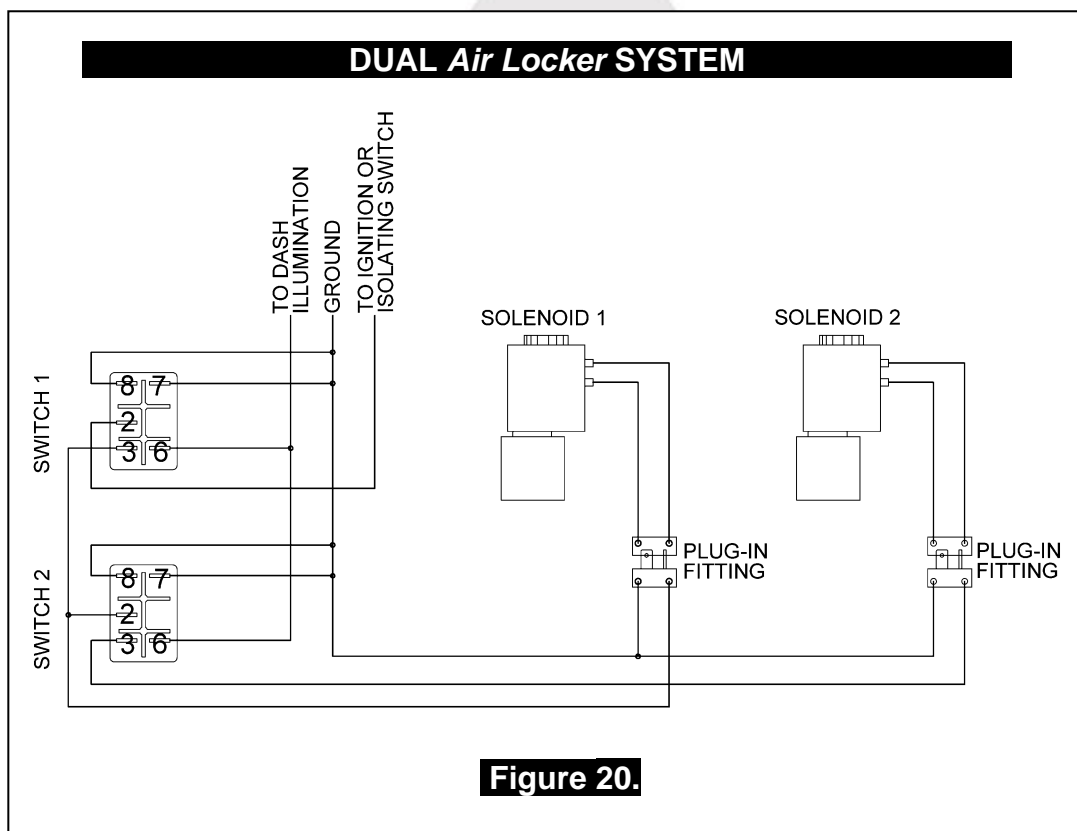 DUAL Air Locker SYSTEM
TO DASH
ILLUMINATION
GROUND
TO IGNITION OR
ISOLATING SWITCH
SOLENOID 1
SOLENOID 2
SWITCH 1
8 7
2
3 6
SWITCH 2
8 7
2
3 6
PLUG-IN
FITTING
PLUG-IN
FITTING
Figure 20.